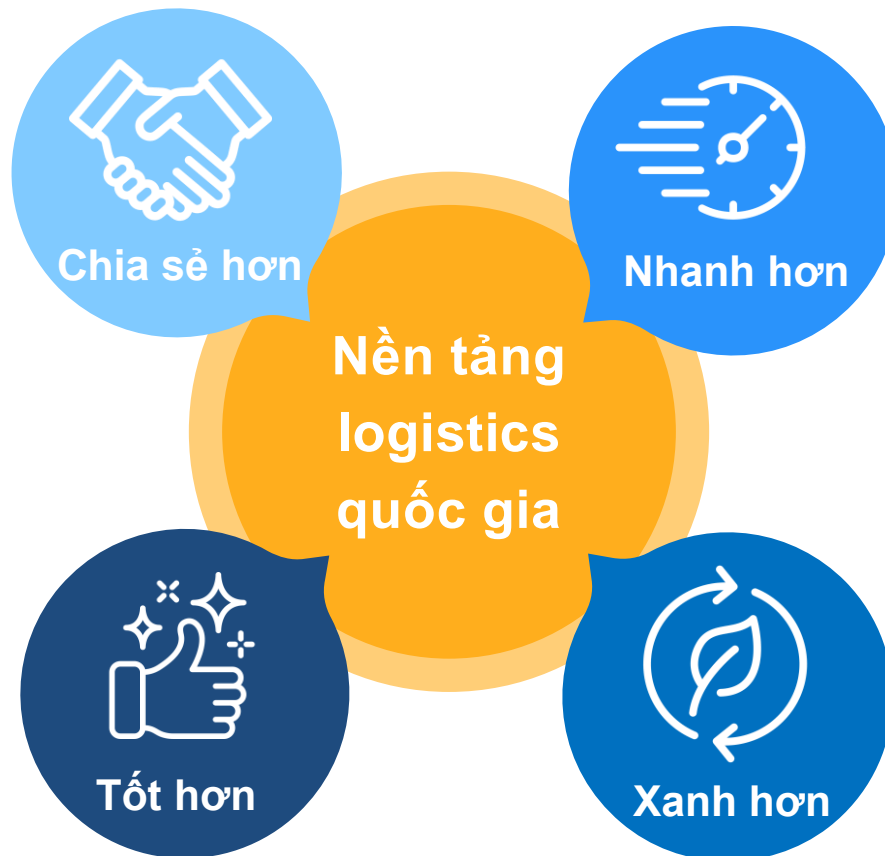 Chia sẻ hơn
Nhanh hơn
Nền tảng
logistics
quốc gia
Tốt hơn
Xanh hơn